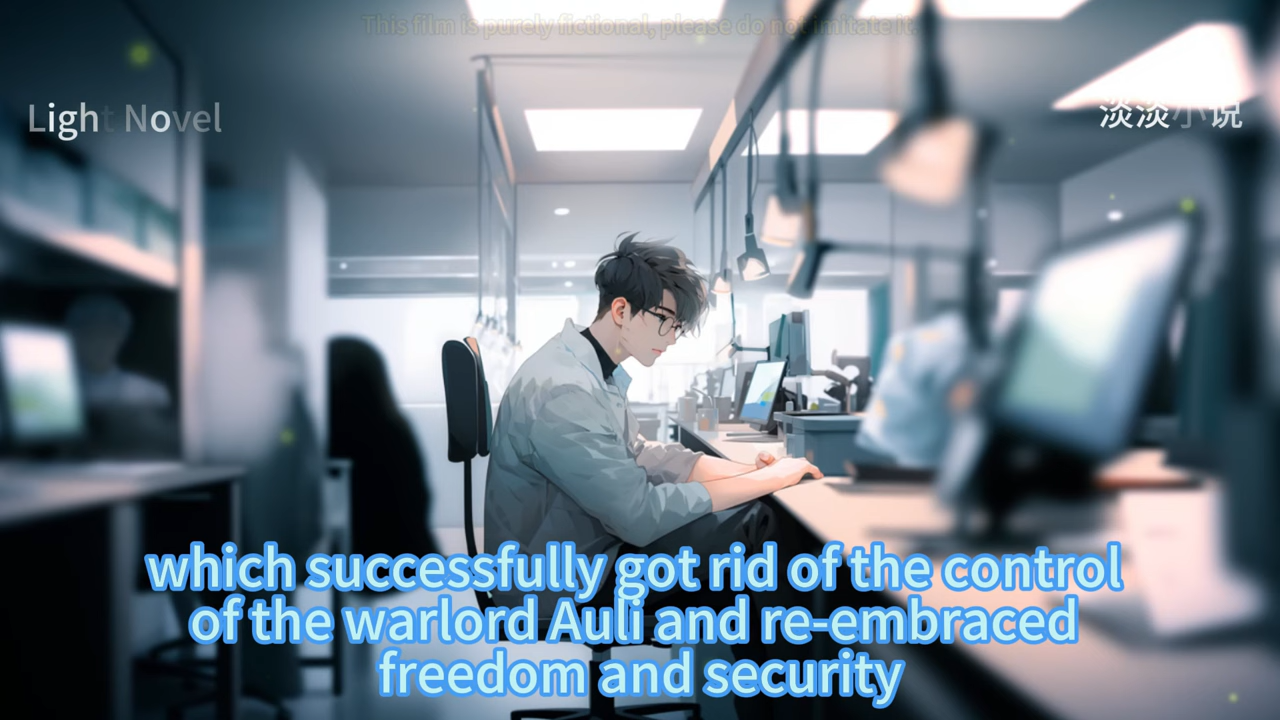 This film is purely fictional, please do not imitate it.
Light Novel
淡淡小说
which successfully got rid of the control
of the warlord Auli and re-embraced
freedom and security